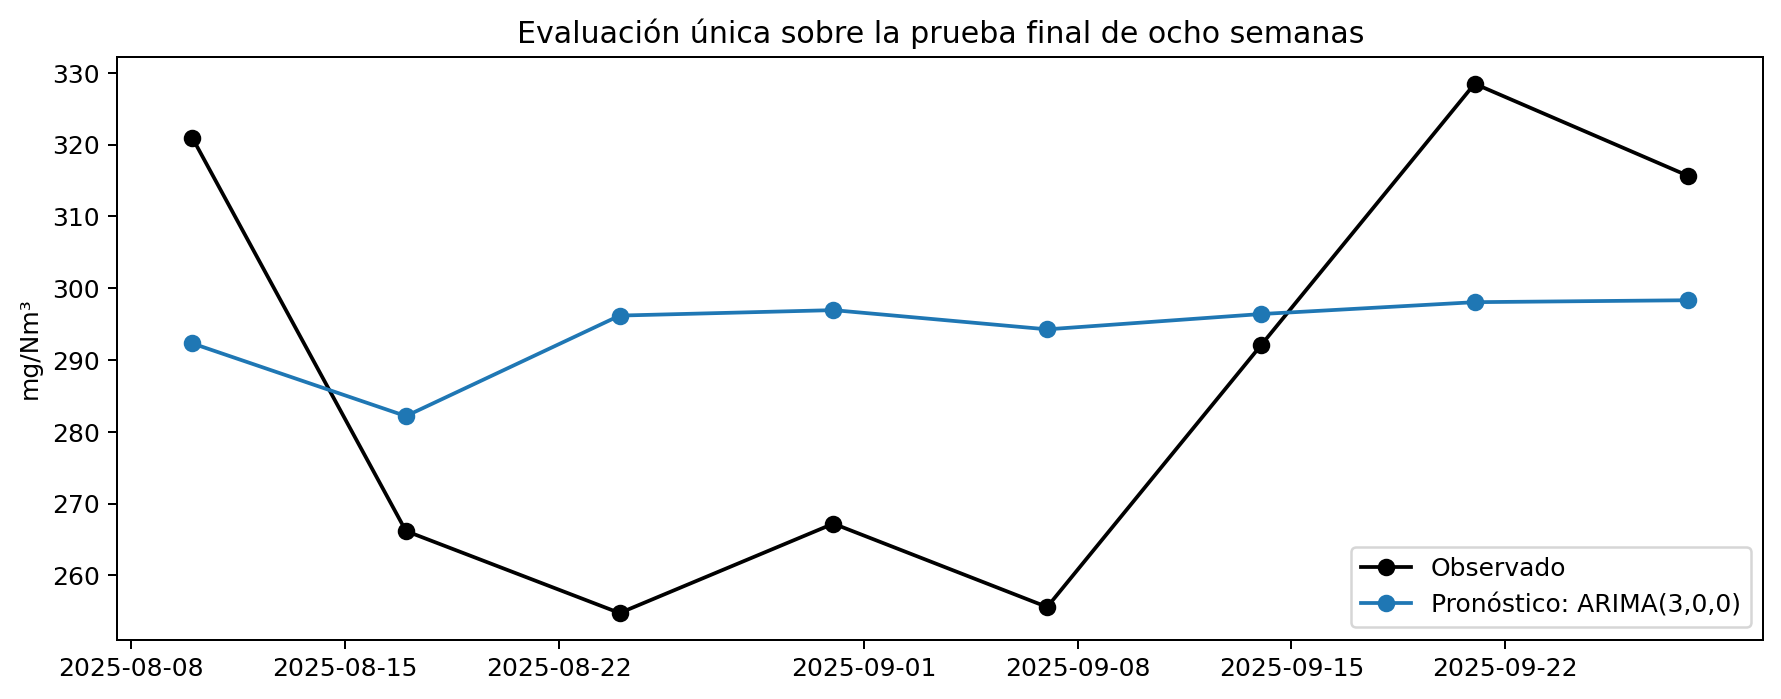 Evaluación única sobre la prueba final de ocho semanas
mg/Nm³
330
320
310
300
290
280
270
260
2025-08-08 2025-08-15 2025-08-22 2025-09-01 2025-09-08 2025-09-15 2025-09-22
Observado
Pronóstico: ARIMA(3,0,0)